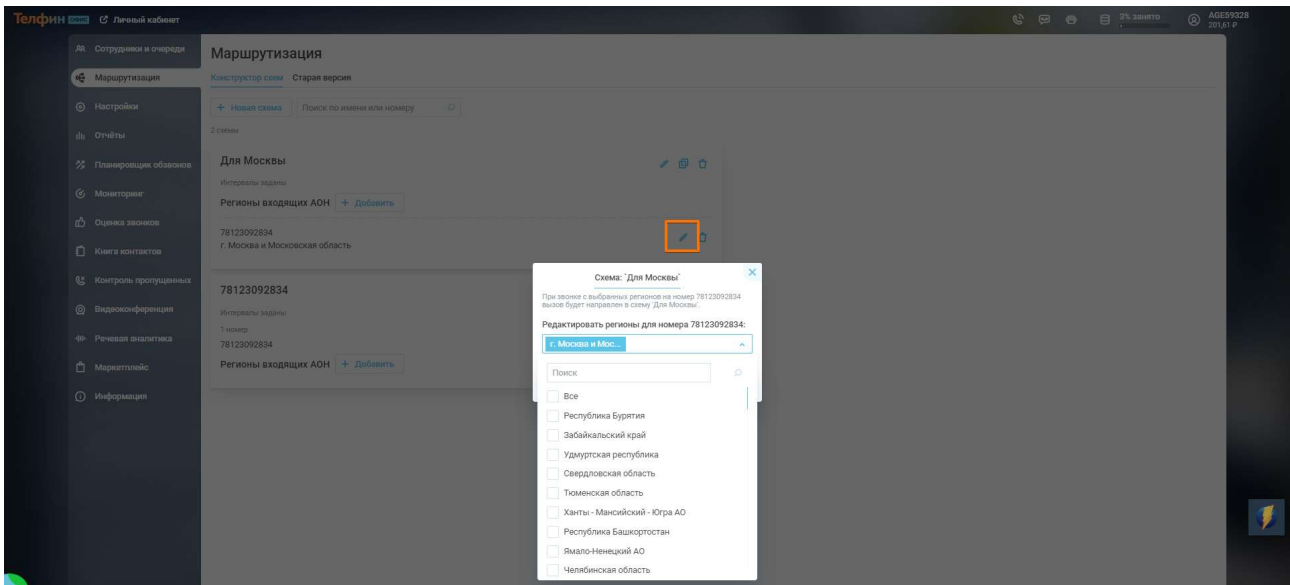 Телфин ОФИС Личный кабинет
3% занято
AGE59328
201,61 ₽
Сотрудники и очереди
Маршрутизация
Настройки
Отчёты
Планировщик обзвонов
Мониторинг
Оценка звонков
Книга контактов
Контроль пропущенных
Видеоконференция
Речевая аналитика
Маркетплейс
Информация
Маршрутизация
Конструктор схем Старая версия
+ Новая схема Поиск по имени или номеру
2 схемы
Для Москвы
Интервалы заданы
Регионы входящих АОН + Добавить
78123092834
г. Москва и Московская область
78123092834
Интервалы заданы
1 номер
78123092834
Регионы входящих АОН + Добавить
Схема: `Для Москвы`
При звонке с выбранных регионов на номер 78123092834
вызов будет направлен в схему `Для Москвы`.
Редактировать регионы для номера 78123092834:
г. Москва и Мос...
Поиск
Все
Республика Бурятия
Забайкальский край
Удмуртская республика
Свердловская область
Тюменская область
Ханты - Мансийский - Югра АО
Республика Башкортостан
Ямало-Ненецкий АО
Челябинская область